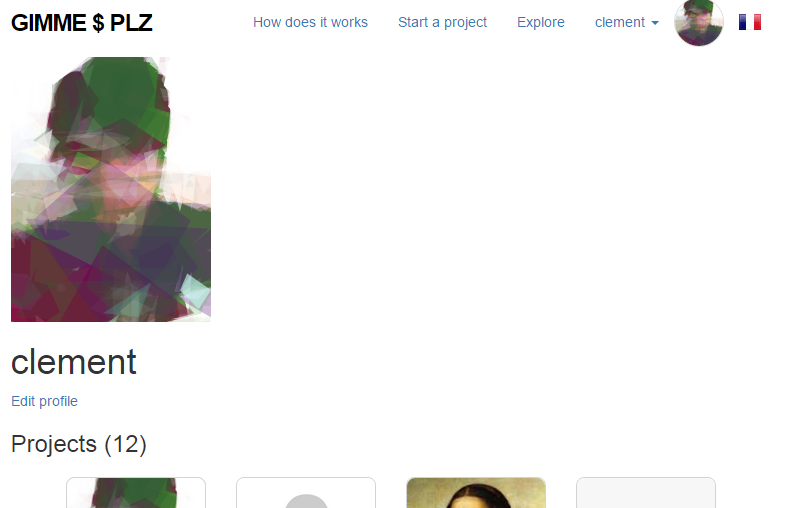 GIMME $ PLZ
How does it works
Start a project
Explore
clement
clement
Edit profile
Projects (12)